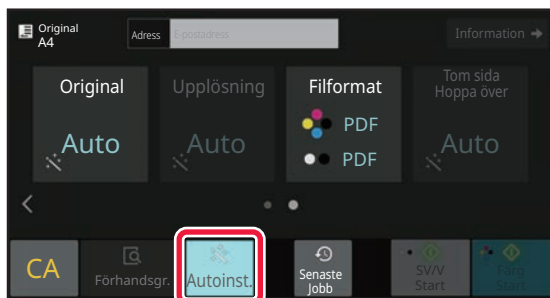 Original
A4
Adress
E-postadress
Information
Original
Upplösning
Filformat
Tom sida
Hoppa över
Auto
Auto
PDF
PDF
Auto
CA
Förhandsgr.
Autoinst.
Senaste
Jobb
SV/V
Start
Färg
Start